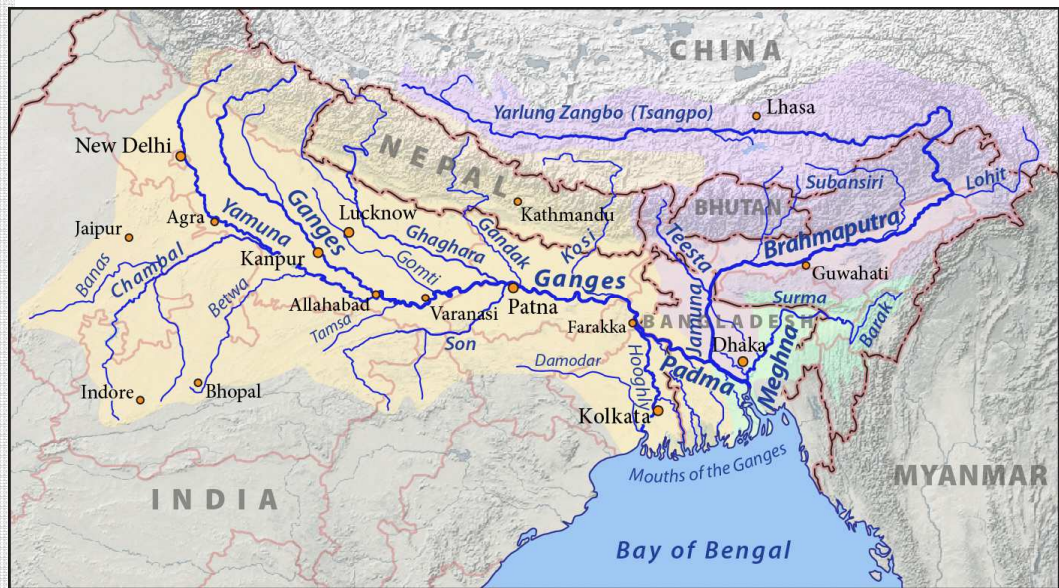 CHINA
Yarlung Zangbo (Tsangpo)
Lhasa
New Delhi
NEPAL
Subansiri
Lohit
BHUTAN
Agra
Yamuna
Ganges
Lucknow
Kathmandu
Jaipur
Ghaghara
Gandak
Kosi
Teesta
Brahmaputra
Kanpur
Gomti
Guwahati
Banas
Chambal
Betwa
Ganges
Allahabad
Varanasi
Patna
Jamuna
Surma
Barak
Tamsa
Son
Farakka
BANGLADESH
Dhaka
Meghna
Damodar
Hooghly
Padma
Indore
Bhopal
Kolkata
Mouths of the Ganges
INDIA
MYANMAR
Bay of Bengal